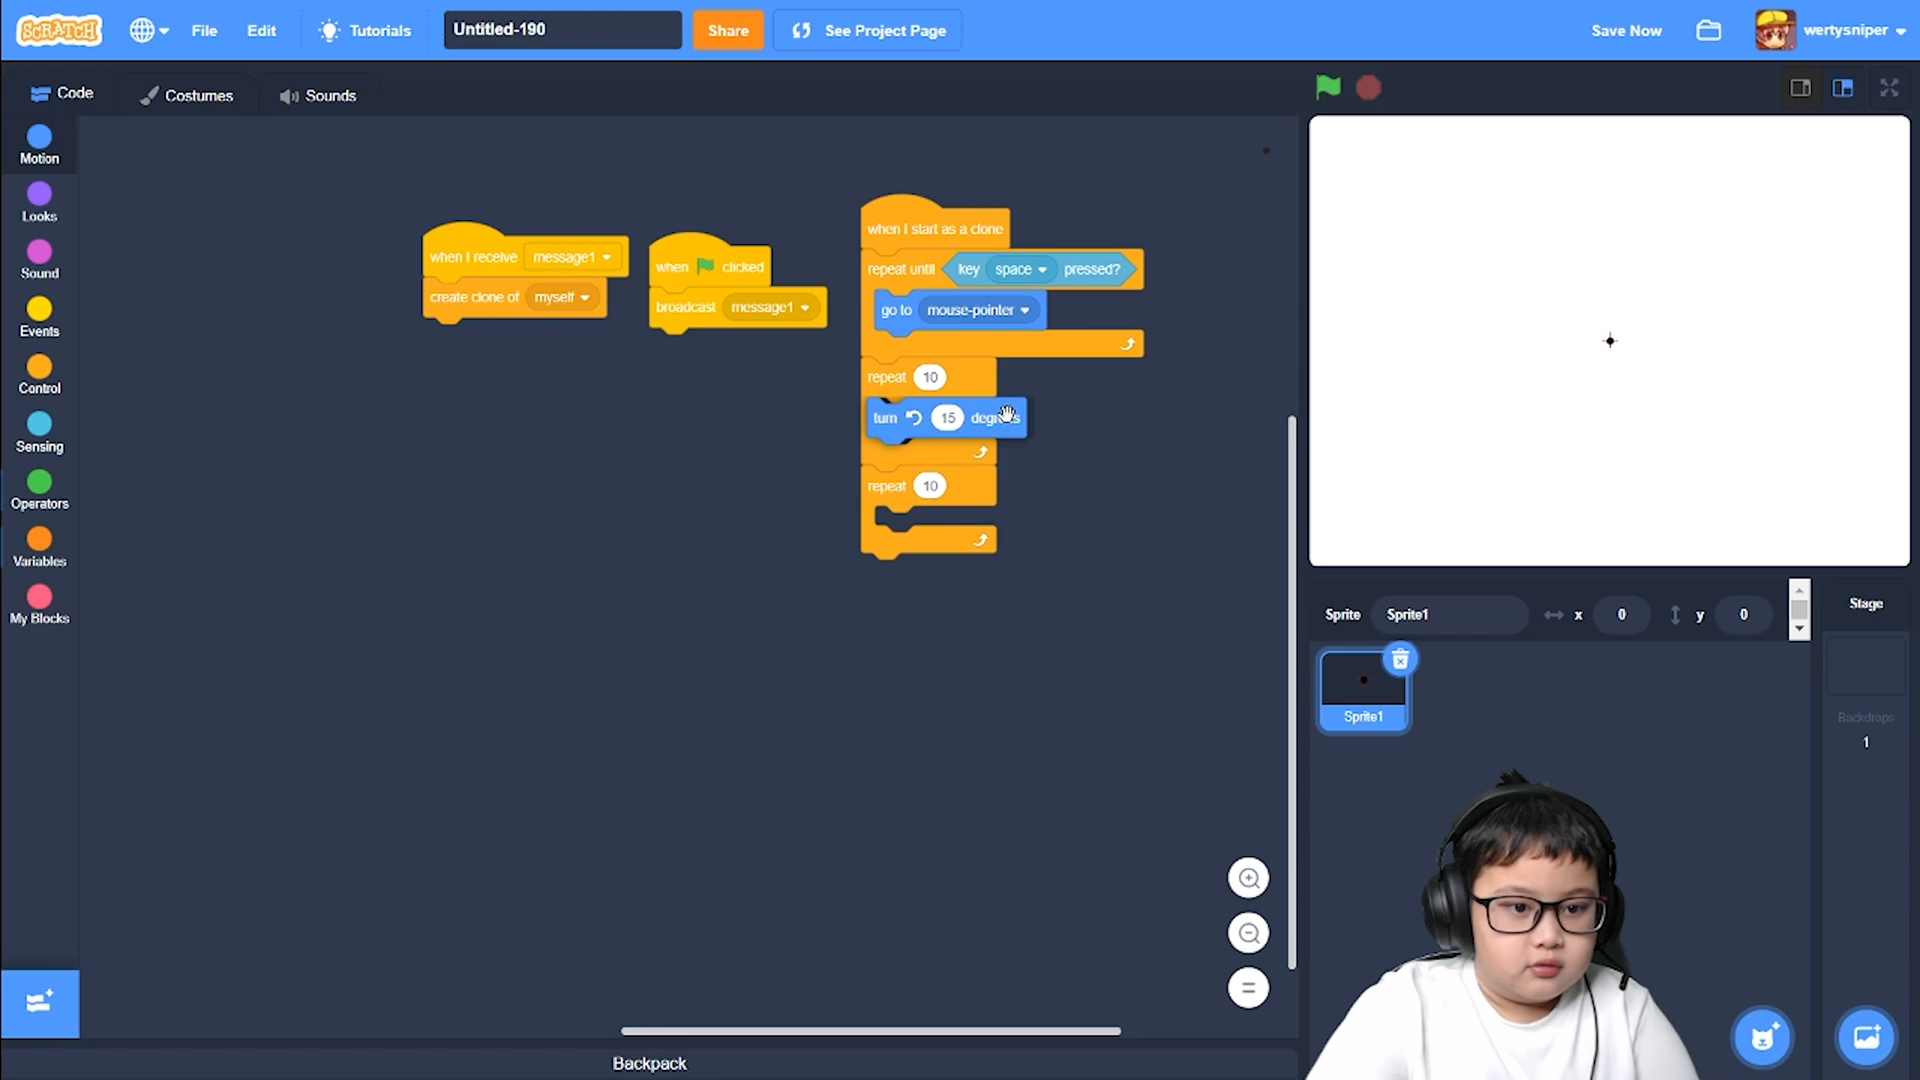 SCRATCH
File
Edit
Tutorials
Untitled-190
Share
See Project Page
Save Now
wertysniper
Code
Costumes
Sounds
Motion
Looks
Sound
Events
Control
Sensing
Operators
Variables
My Blocks
when I receive message1
create clone of myself
when clicked
broadcast message1
when I start as a clone
repeat until key space pressed?
go to mouse-pointer
repeat 10
turn 15 degrees
repeat 10
Sprite Sprite1 x 0 y 0
Sprite1
Stage
Backdrops
1
Backpack